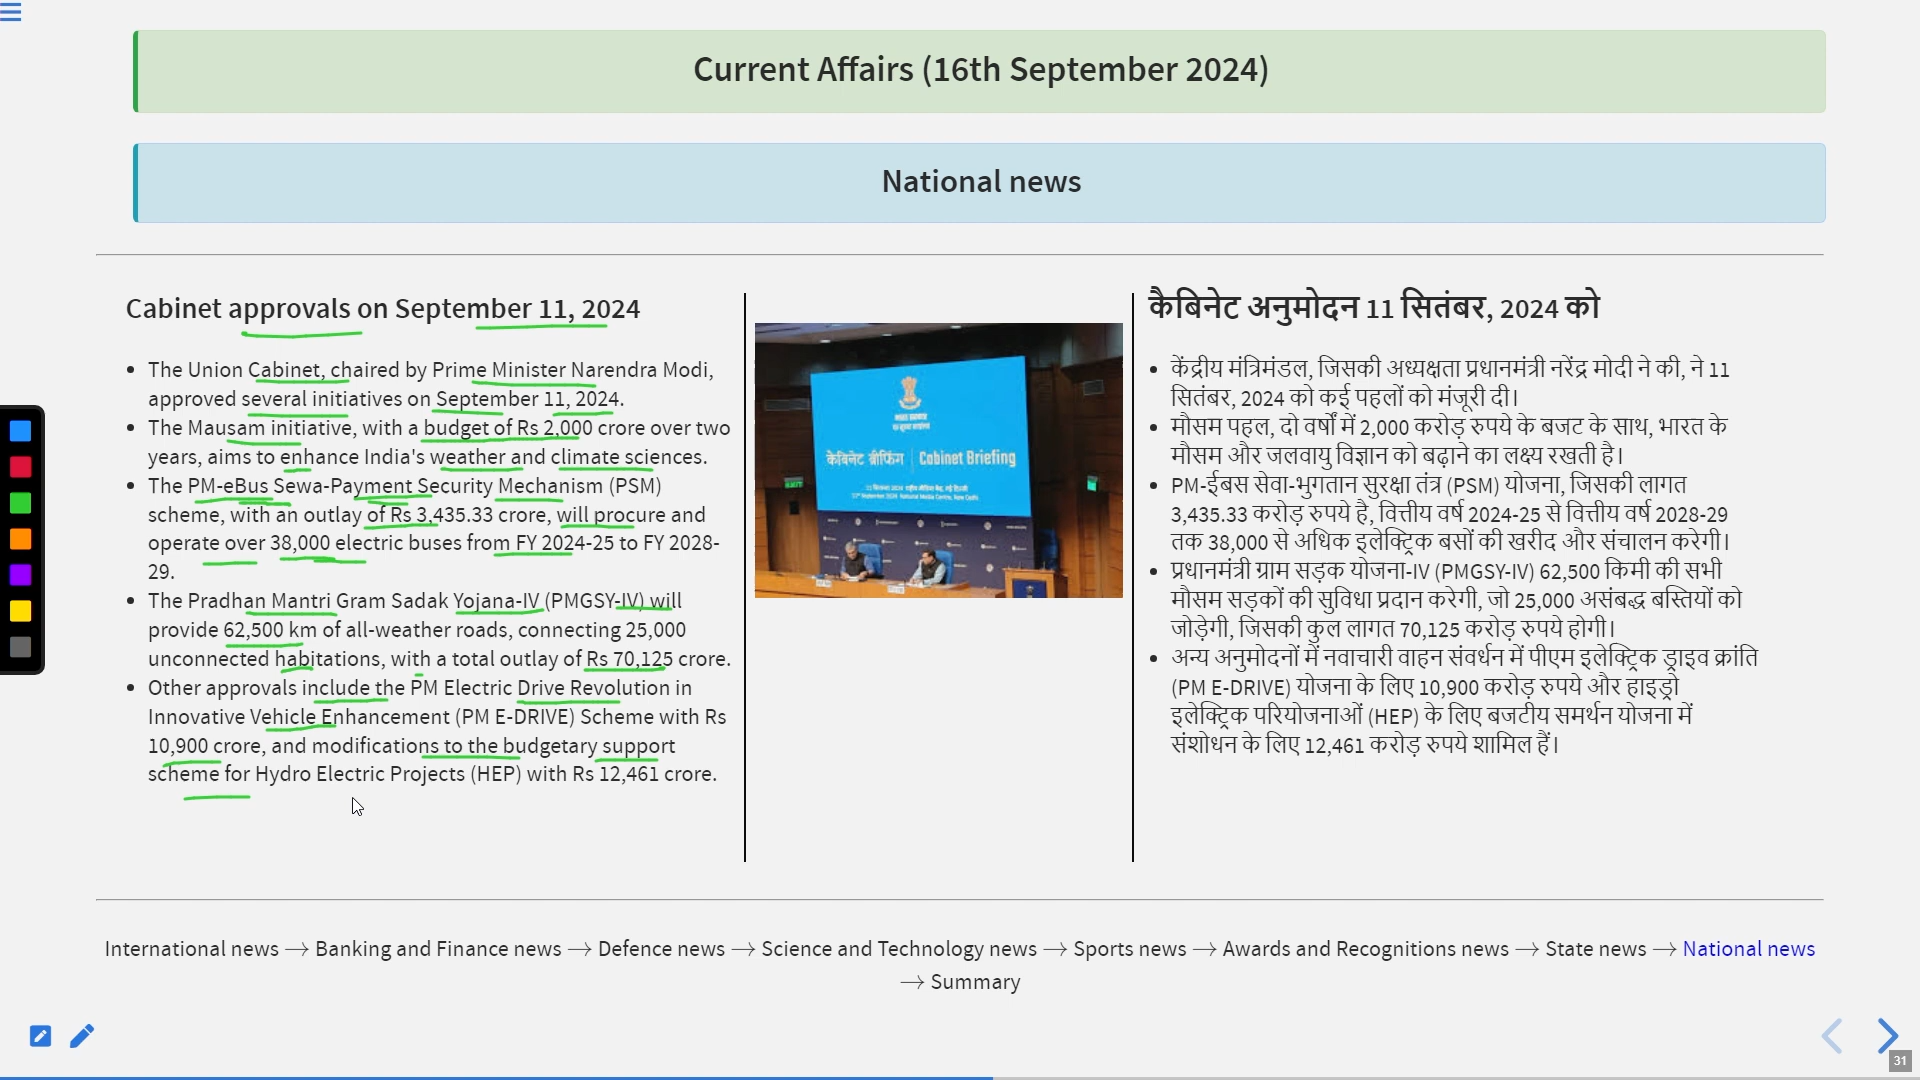 Current Affairs (16th September 2024)
National news
Cabinet approvals on September 11, 2024
The Union Cabinet, chaired by Prime Minister Narendra Modi,
approved several initiatives on September 11, 2024.
The Mausam initiative, with a budget of Rs 2,000 crore over two
years, aims to enhance India's weather and climate sciences.
The PM-eBus Sewa-Payment Security Mechanism (PSM)
scheme, with an outlay of Rs 3,435.33 crore, will procure and
operate over 38,000 electric buses from FY 2024-25 to FY 2028-
29.
The Pradhan Mantri Gram Sadak Yojana-IV (PMGSY-IV) will
provide 62,500 km of all-weather roads, connecting 25,000
unconnected habitations, with a total outlay of Rs 70,125 crore.
Other approvals include the PM Electric Drive Revolution in
Innovative Vehicle Enhancement (PM E-DRIVE) Scheme with Rs
10,900 crore, and modifications to the budgetary support
scheme for Hydro Electric Projects (HEP) with Rs 12,461 crore.
केबिनेट ब्रीफिंग | Cabinet Briefing
कैबिनेट अनुमोदन 11 सितंबर, 2024 को
केंद्रीय मंत्रिमंडल, जिसकी अध्यक्षता प्रधानमंत्री नरेंद्र मोदी ने की, ने 11
सितंबर, 2024 को कई पहलों को मंजूरी दी।
मौसम पहल, दो वर्षों में 2,000 करोड़ रुपये के बजट के साथ, भारत के
मौसम और जलवायु विज्ञान को बढ़ाने का लक्ष्य रखती है।
PM-ईबस सेवा-भुगतान सुरक्षा तंत्र (PSM) योजना, जिसकी लागत
3,435.33 करोड़ रुपये है, वित्तीय वर्ष 2024-25 से वित्तीय वर्ष 2028-29
तक 38,000 से अधिक इलेक्ट्रिक बसों की खरीद और संचालन करेगी।
प्रधानमंत्री ग्राम सड़क योजना-IV (PMGSY-IV) 62,500 किमी की सभी
मौसम सड़कों की सुविधा प्रदान करेगी, जो 25,000 असंबद्ध बस्तियों को
जोड़ेगी, जिसकी कुल लागत 70,125 करोड़ रुपये होगी।
अन्य अनुमोदनों में नवाचारी वाहन संवर्धन में पीएम इलेक्ट्रिक ड्राइव क्रांति
(PM E-DRIVE) योजना के लिए 10,900 करोड़ रुपये और हाइड्रो
इलेक्ट्रिक परियोजनाओं (HEP) के लिए बजटीय समर्थन योजना में
संशोधन के लिए 12,461 करोड़ रुपये शामिल हैं।
International news → Banking and Finance news → Defence news → Science and Technology news → Sports news → Awards and Recognitions news → State news → National news
→ Summary
31